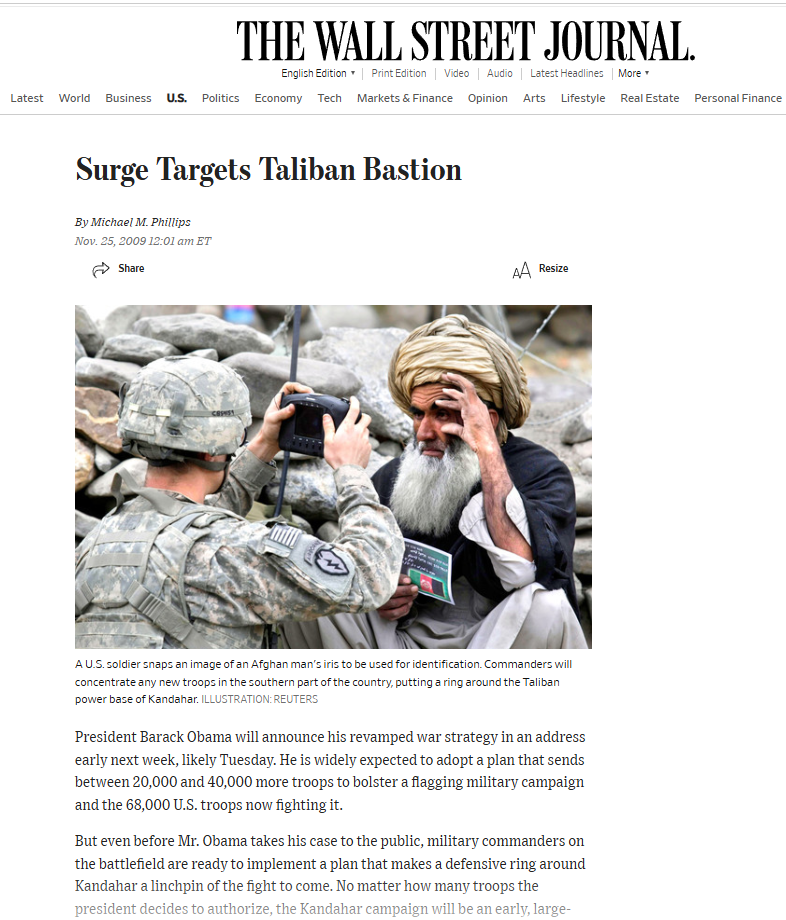 THE WALL STREET JOURNAL.
English Edition ▾ | Print Edition | Video | Audio | Latest Headlines | More ▾
Latest World Business U.S. Politics Economy Tech Markets & Finance Opinion Arts Lifestyle Real Estate Personal Finance
Surge Targets Taliban Bastion
By Michael M. Phillips
Nov. 25, 2009 12:01 am ET
Share AA Resize
A U.S. soldier snaps an image of an Afghan man's iris to be used for identification. Commanders will
concentrate any new troops in the southern part of the country, putting a ring around the Taliban
power base of Kandahar. ILLUSTRATION: REUTERS
President Barack Obama will announce his revamped war strategy in an address
early next week, likely Tuesday. He is widely expected to adopt a plan that sends
between 20,000 and 40,000 more troops to bolster a flagging military campaign
and the 68,000 U.S. troops now fighting it.
But even before Mr. Obama takes his case to the public, military commanders on
the battlefield are ready to implement a plan that makes a defensive ring around
Kandahar a linchpin of the fight to come. No matter how many troops the
president decides to authorize, the Kandahar campaign will be an early, large-